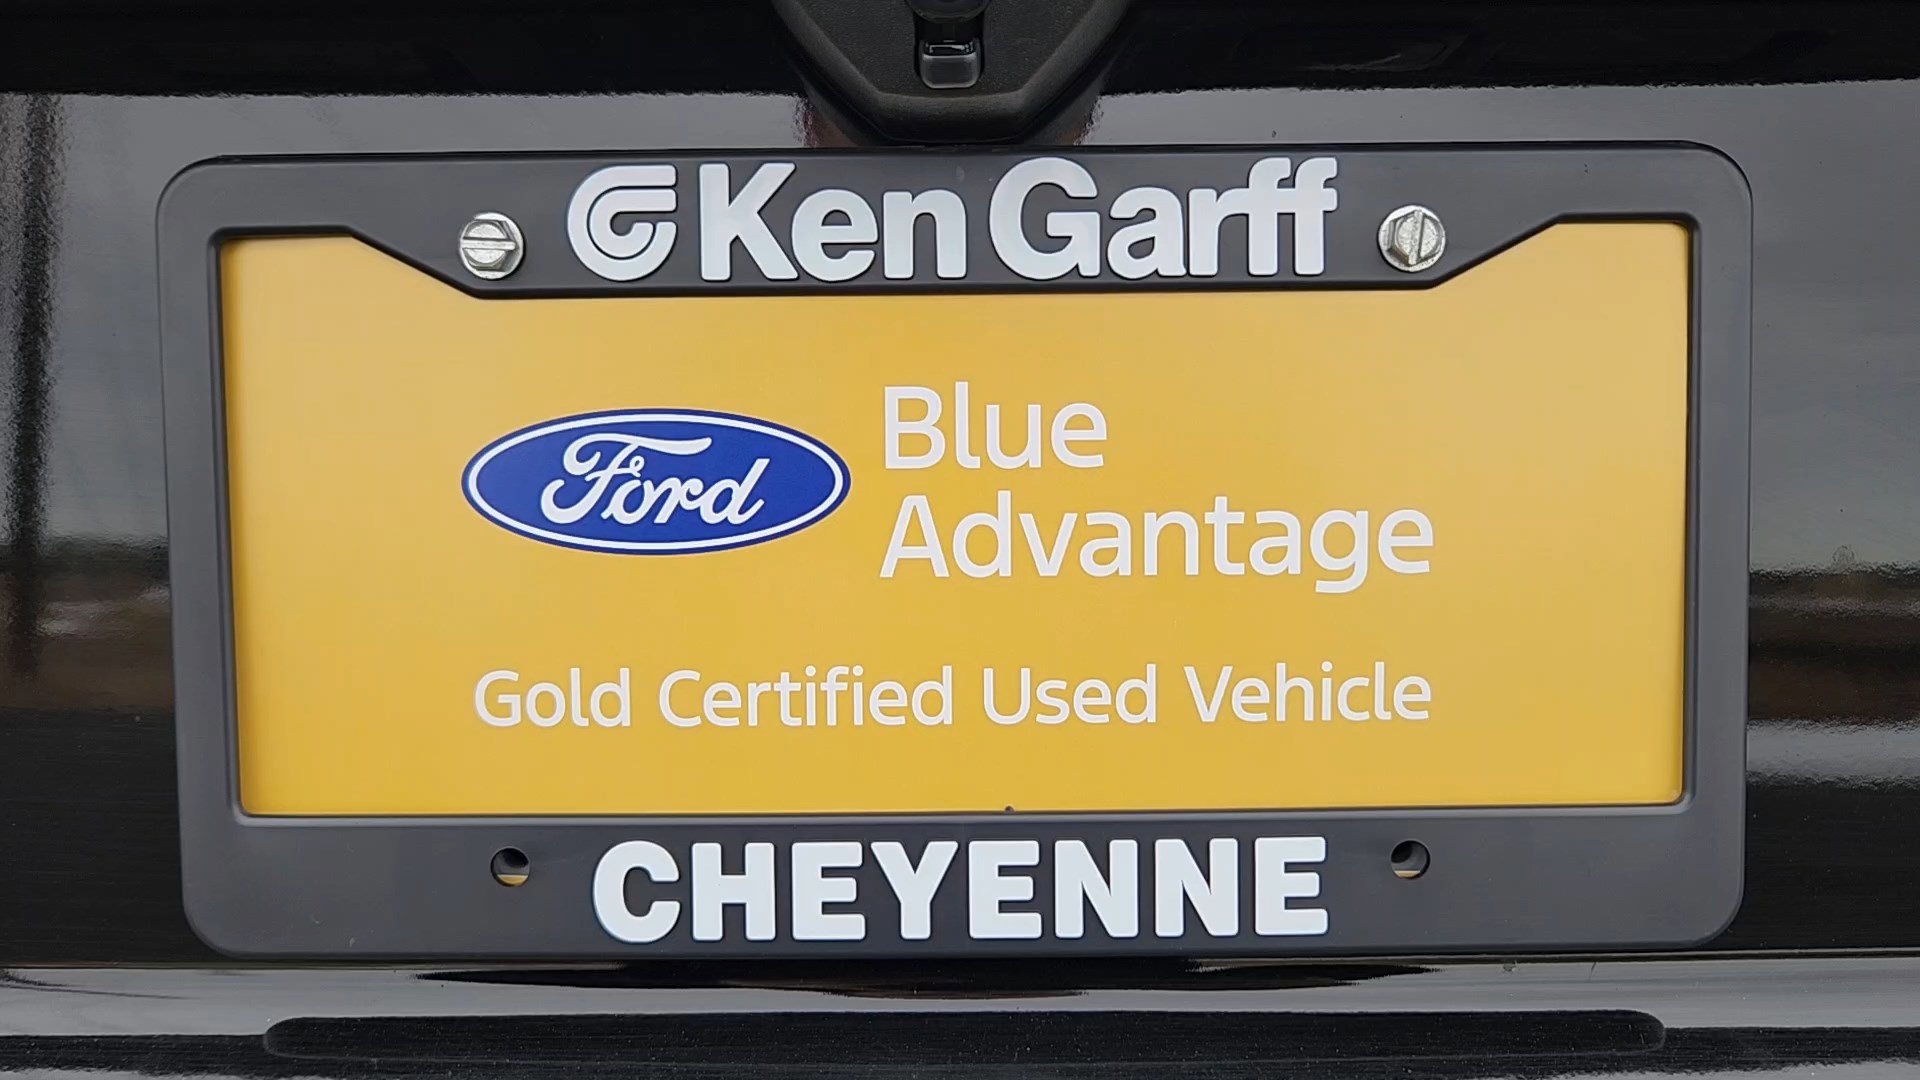 Ken Garff
Ford
Blue
Advantage
Gold Certified Used Vehicle
CHEYENNE